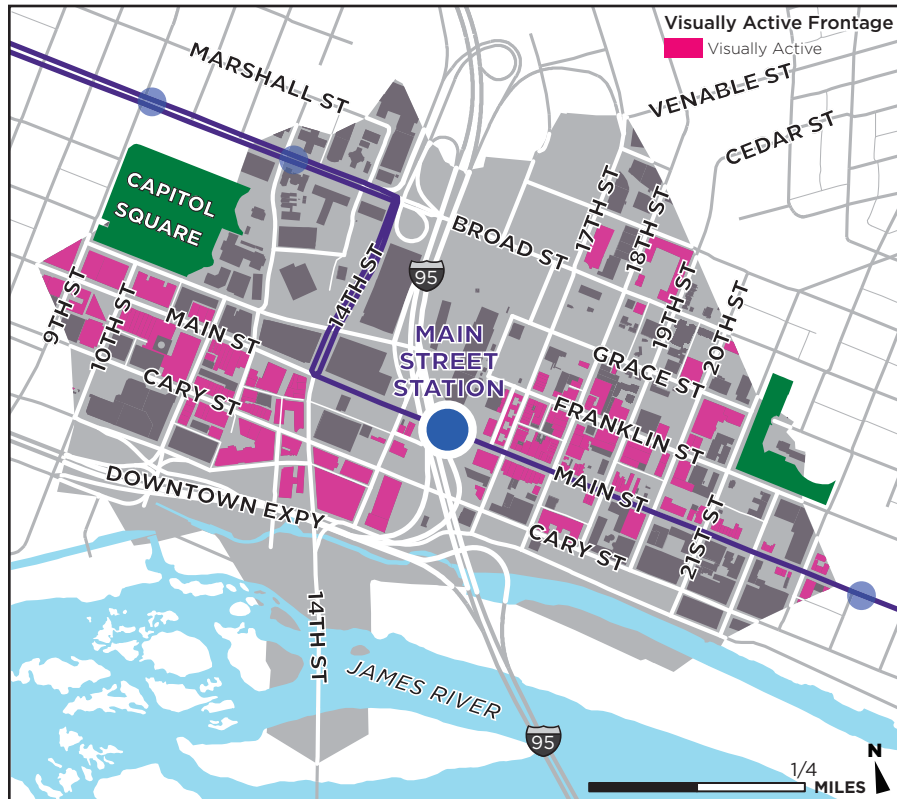 Visually Active Frontage
Visually Active
MARSHALL ST
VENABLE ST
CEDAR ST
CAPITOL
SQUARE
17TH ST
18TH ST
BROAD ST
14TH ST
95
19TH ST
20TH ST
9TH ST
10TH ST
MAIN ST
MAIN
STREET
STATION
GRACE ST
CARY ST
FRANKLIN ST
MAIN ST
DOWNTOWN EXPY
CARY ST
21ST ST
14TH ST
JAMES RIVER
95
N
1/4
MILES